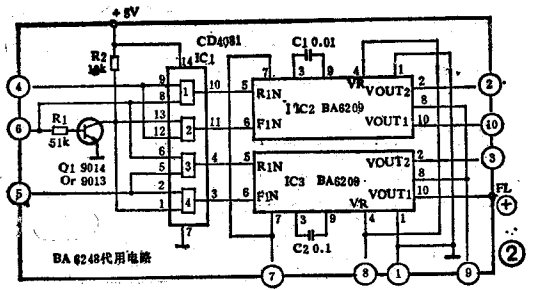 + 5V
R2
10k
14
CD4081
IC1
C1 0.01
7
3
9
4
1
VR
4
9
8
1
10
5
R1N
VOUT2
2
2
IC2 BA6209
8
6
R1
51k
13
12
2
11
6
F1N
VOUT1
10
10
6
5
3
4
5
R1N
VOUT2
2
3
Q1 9014
Or 9013
IC3 BA6209
8
5
2
1
4
3
6
F1N
VR
VOUT1
10
FL
+
7
7
3
9
4
1
C2 0.1
BA 6248代用电路
7
8
1
9
2